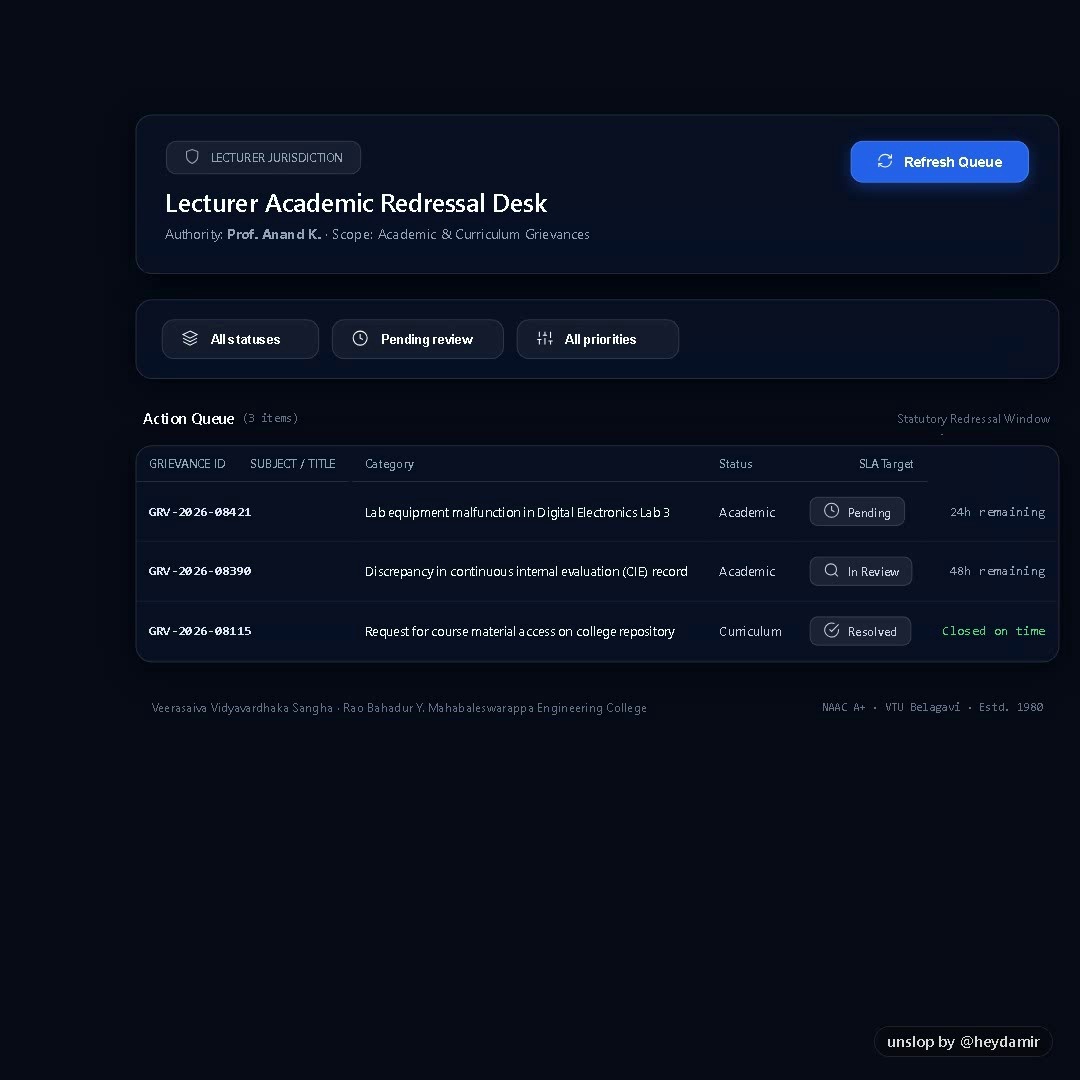 LECTURER JURISDICTION
Refresh Queue
Lecturer Academic Redressal Desk
Authority: Prof. Anand K. · Scope: Academic & Curriculum Grievances
All statuses
Pending review
All priorities
Action Queue (3 items)
Statutory Redressal Window
GRIEVANCE ID SUBJECT / TITLE Category Status SLA Target
GRV-2026-08421 Lab equipment malfunction in Digital Electronics Lab 3 Academic Pending 24h remaining
GRV-2026-08390 Discrepancy in continuous internal evaluation (CIE) record Academic In Review 48h remaining
GRV-2026-08115 Request for course material access on college repository Curriculum Resolved Closed on time
Veerasaiva Vidyavardhaka Sangha · Rao Bahadur Y. Mahabaleswarappa Engineering College
NAAC A+ · VTU Belagavi · Estd. 1980
unslop by @heydamir